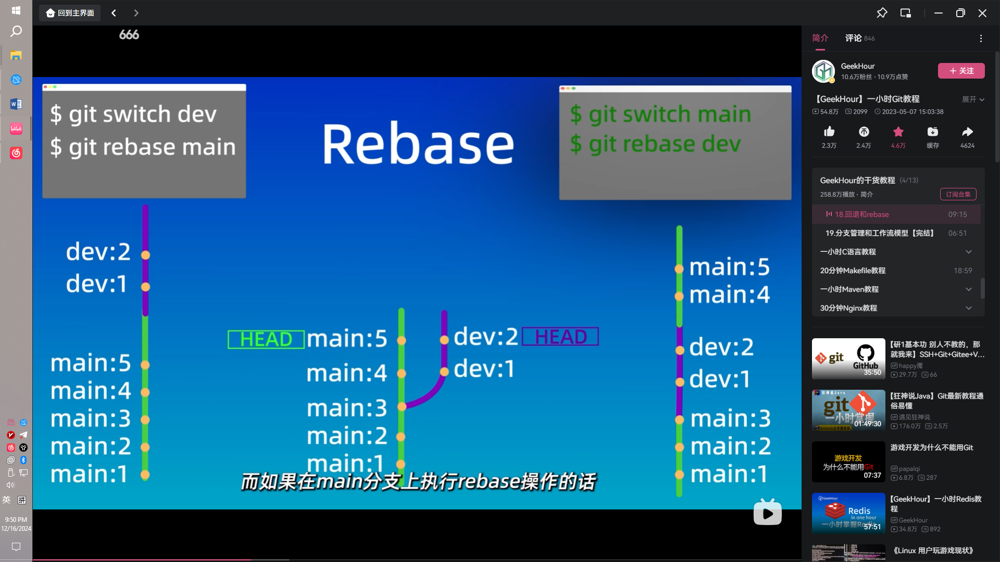 回到主界面
666
$ git switch dev
$ git rebase main
Rebase
$ git switch main
$ git rebase dev
dev:2
dev:1
main:5
main:4
main:3
main:2
main:1
HEAD
main:5
main:4
main:3
main:2
main:1
dev:2
HEAD
dev:1
main:5
main:4
dev:2
dev:1
main:3
main:2
main:1
而如果在main分支上执行rebase操作的话
简介
评论 846
GeekHour
10.6万粉丝 · 10.9万点赞
+ 关注
【GeekHour】一小时Git教程
展开
54.8万 2099 2023-05-07 15:03:38
2.3万 2.4万 4.6万 缓存 4624
GeekHour的干货教程 (4/13)
258.8万播放 · 简介
订阅合集
18.回退和rebase 09:15
19.分支管理和工作流模型【完结】 06:51
一小时C语言教程
20分钟Makefile教程 18:59
一小时Maven教程
30分钟Nginx教程
git
GitHub
35:50
【研1基本功 别人不教的，那
就我来】SSH+Git+Gitee+V...
UP happy魇
29.7万 66
狂神说Java
git
一小时掌握
01:49:30
【狂神说Java】Git最新教程通
俗易懂
UP 遇见狂神说
176.0万 2.5万
游戏开发
为什么不能用Git
07:37
游戏开发为什么不能用Git
UP papalqi
6.8万 287
GeekHour
Redis
in one hour
一小时掌握Redis
57:51
【GeekHour】一小时Redis教
程
UP GeekHour
34.8万 892
《Linux 用户玩游戏现状》
W
bilibili
英 拼
9:50 PM
12/16/2024